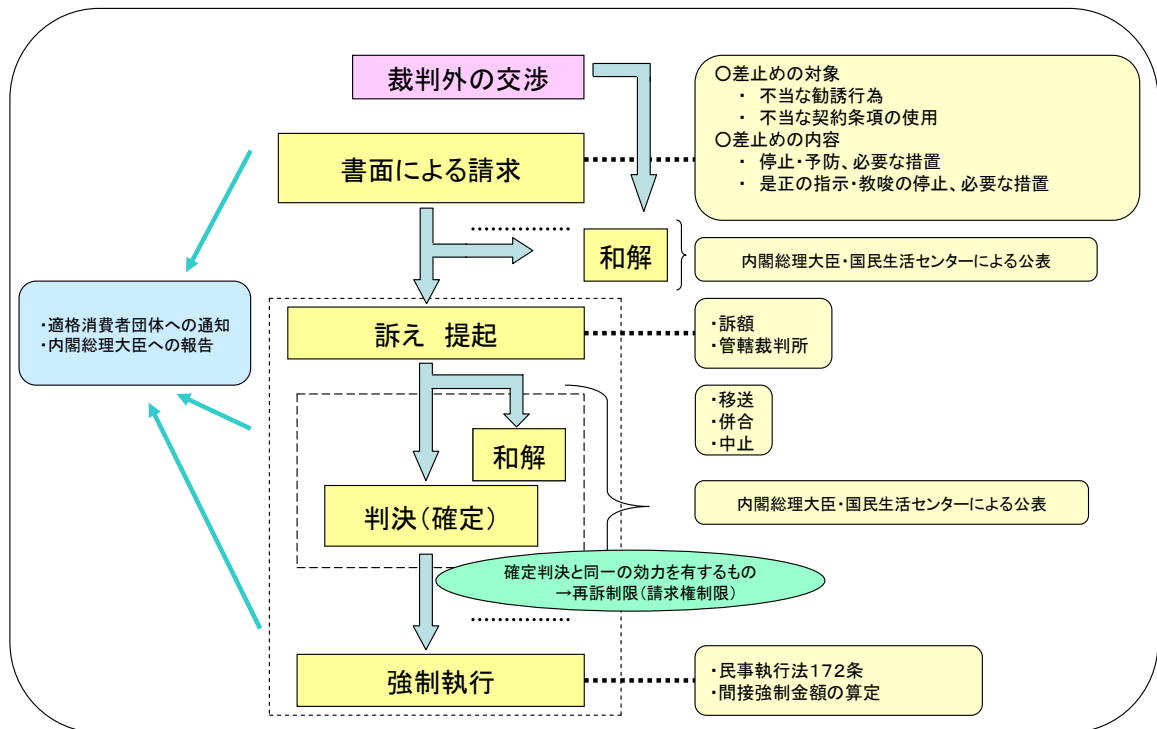 裁判外の交渉
○差止めの対象
・ 不当な勧誘行為
・ 不当な契約条項の使用
○差止めの内容
・ 停止・予防、必要な措置
・ 是正の指示・教唆の停止、必要な措置
書面による請求
和解
内閣総理大臣・国民生活センターによる公表
・適格消費者団体への通知
・内閣総理大臣への報告
訴え 提起
・訴額
・管轄裁判所
・移送
・併合
・中止
和解
内閣総理大臣・国民生活センターによる公表
判決(確定)
確定判決と同一の効力を有するもの
→再訴制限(請求権制限)
強制執行
・民事執行法172条
・間接強制金額の算定